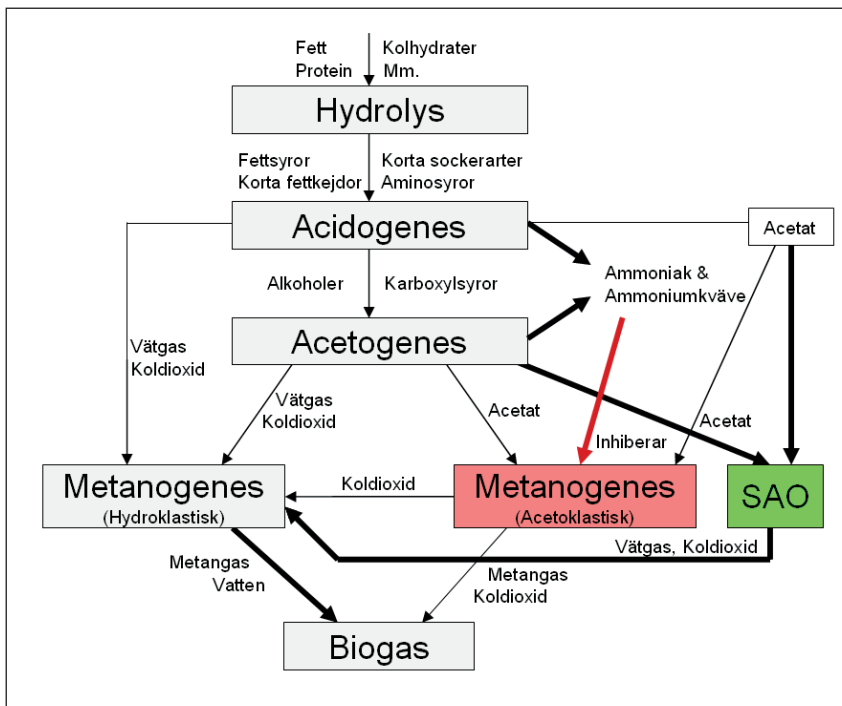 Fett
Protein
Kolhydrater
Mm.
Hydrolys
Fettsyror
Korta fettkejdor
Korta sockerarter
Aminosyror
Acidogenes
Acetat
Alkoholer
Karboxylsyror
Ammoniak &
Ammoniumkväve
Acetogenes
Vätgas
Koldioxid
Vätgas
Koldioxid
Acetat
Inhiberar
Acetat
Metanogenes
(Hydroklastisk)
Koldioxid
Metanogenes
(Acetoklastisk)
SAO
Vätgas, Koldioxid
Metangas
Vatten
Metangas
Koldioxid
Biogas